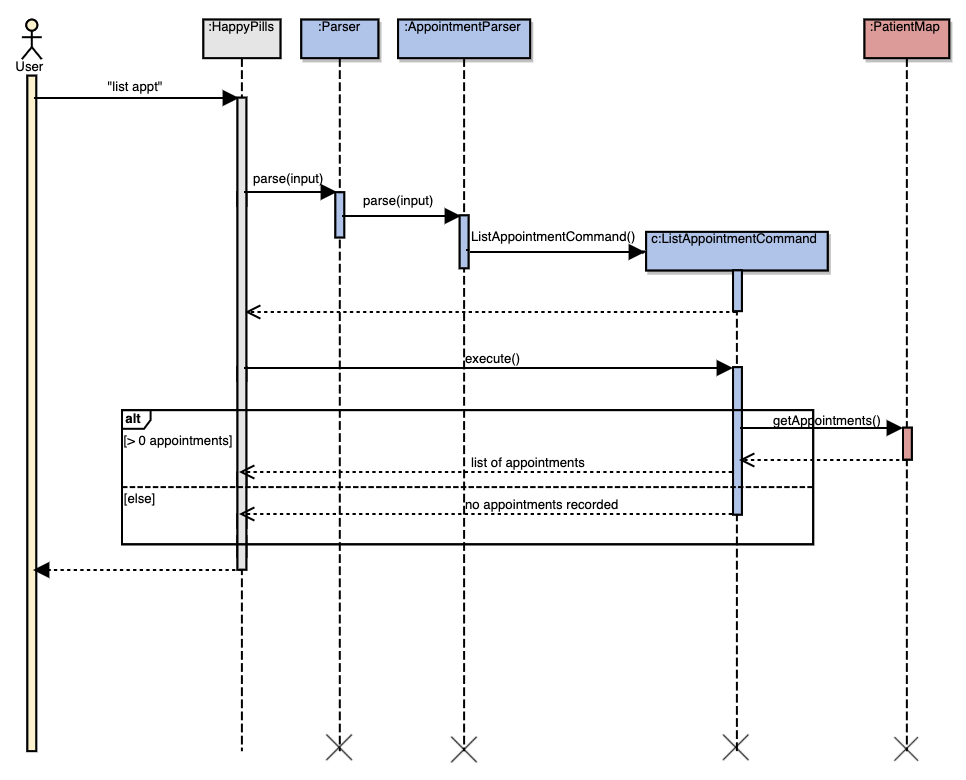 :HappyPills
:Parser
:AppointmentParser
:PatientMap
User
"list appt"
parse(input)
parse(input)
ListAppointmentCommand()
c:ListAppointmentCommand
execute()
alt
getAppointments()
[> 0 appointments]
list of appointments
[else]
no appointments recorded